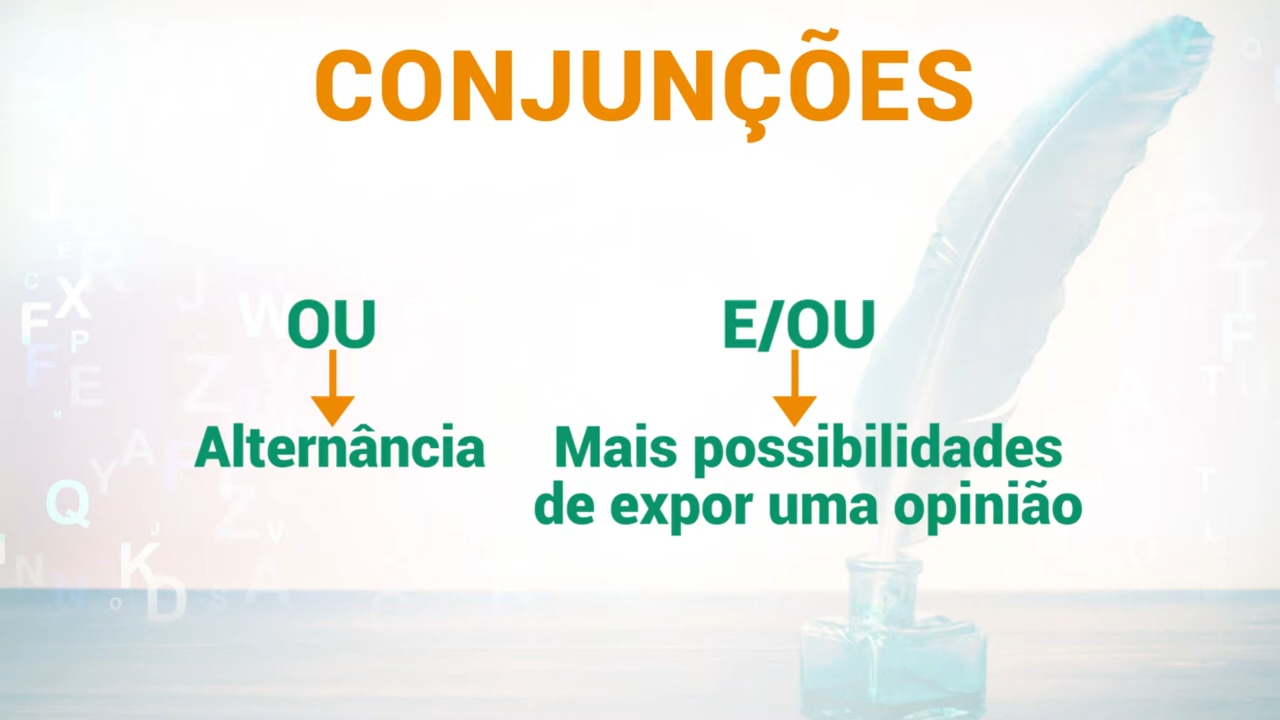 CONJUNÇÕES
OU
E/OU
Alternância
Mais possibilidades
de expor uma opinião